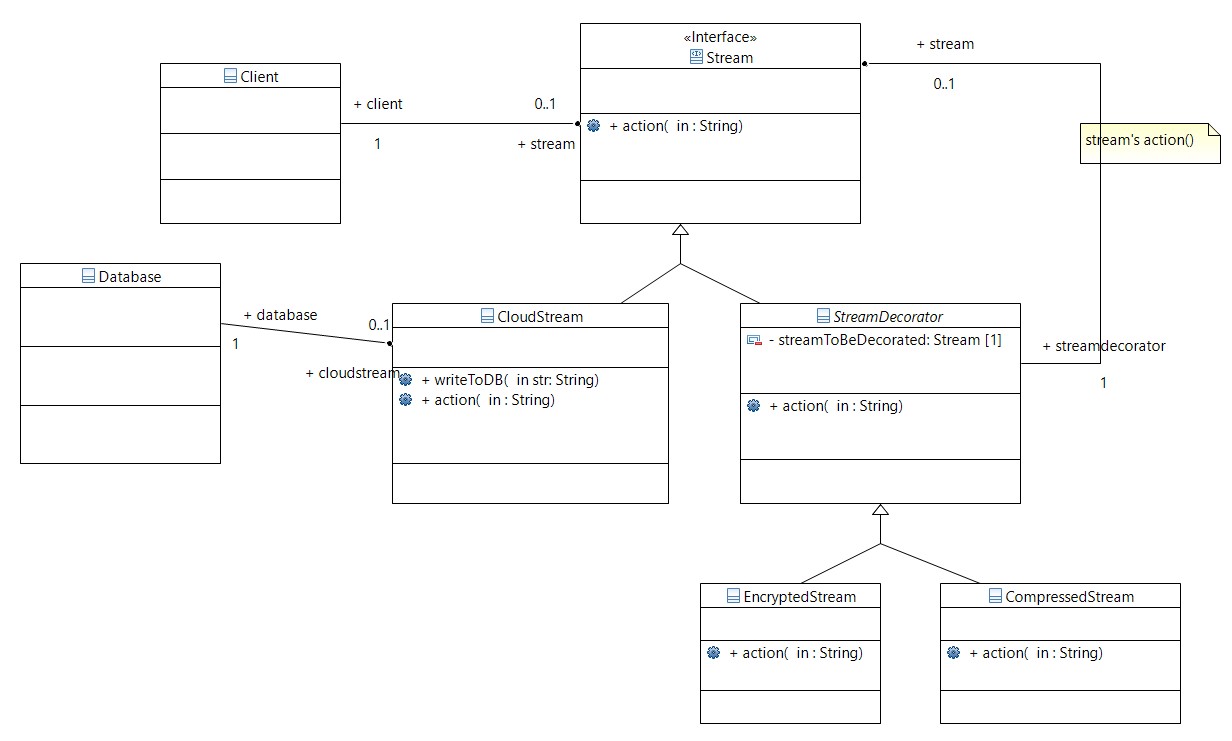 «Interface»
Stream
+ action(  in : String)
Client
+ client
1
0..1
+ stream
+ stream
0..1
stream's action()
Database
+ database
1
0..1
+ cloudstream
CloudStream
+ writeToDB(  in str: String)
+ action(  in : String)
StreamDecorator
- streamToBeDecorated: Stream [1]
+ action(  in : String)
+ streamdecorator
1
EncryptedStream
+ action(  in : String)
CompressedStream
+ action(  in : String)